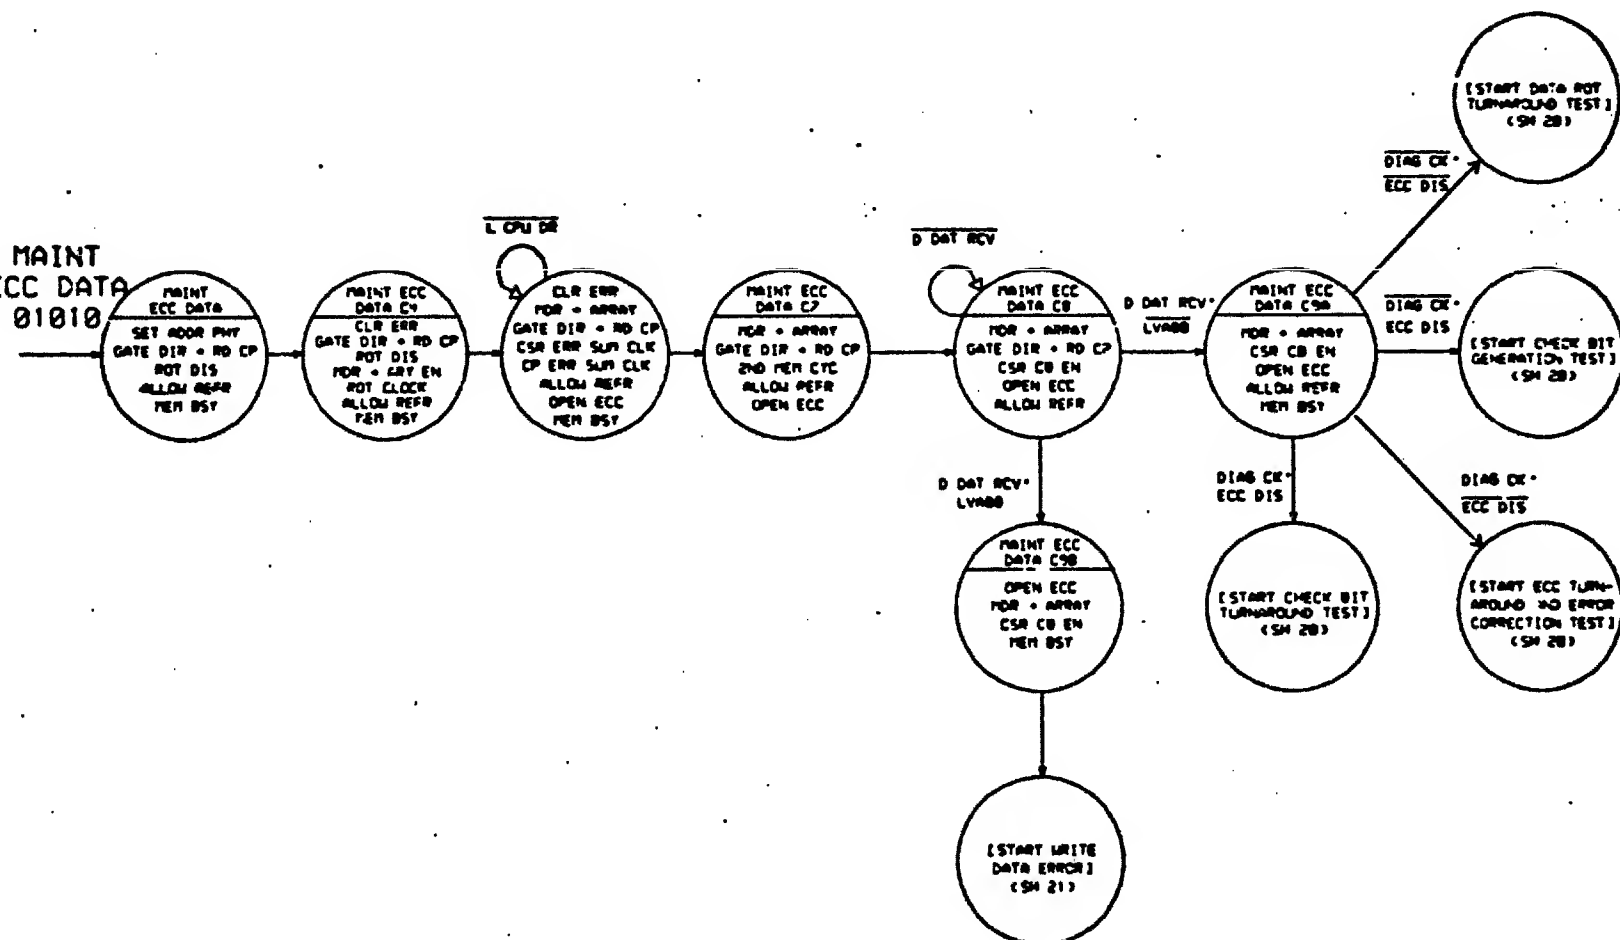 MAINT
ECC DATA
01010
MAINT
ECC DATA
SET ADDR PHY
GATE DIR + RD CP
ROT DIS
ALLOW REFR
MEM BSY
MAINT ECC
DATA C4
CLR ERR
GATE DIR + RD CP
ROT DIS
MDR + ARY EN
ROT CLOCK
ALLOW REFR
MEM BSY
L CPU DR
CLR ERR
MDR + ARRAY
GATE DIR + RD CP
CSR ERR SUM CLK
CP ERR SUM CLK
ALLOW REFR
OPEN ECC
MEM BSY
MAINT ECC
DATA C7
MDR + ARRAY
GATE DIR + RD CP
2ND MEM CYC
ALLOW REFR
OPEN ECC
D DAT RCV
MAINT ECC
DATA C8
MDR + ARRAY
GATE DIR + RD CP
CSR CB EN
OPEN ECC
ALLOW REFR
D DAT RCV·
LVA00
MAINT ECC
DATA C9A
MDR + ARRAY
CSR CB EN
OPEN ECC
ALLOW REFR
MEM BSY
DIAG CK·
ECC DIS
[START DATA ROT
TURNAROUND TEST]
(SH 20)
DIAG CK·
ECC DIS
[START CHECK BIT
GENERATION TEST]
(SH 20)
D DAT RCV·
LVA00
MAINT ECC
DATA C9B
OPEN ECC
MDR + ARRAY
CSR CB EN
MEM BSY
DIAG CK·
ECC DIS
[START CHECK BIT
TURNAROUND TEST]
(SH 20)
DIAG CK·
ECC DIS
[START ECC TURN-
AROUND NO ERROR
CORRECTION TEST]
(SH 20)
[START WRITE
DATA ERROR]
(SH 21)